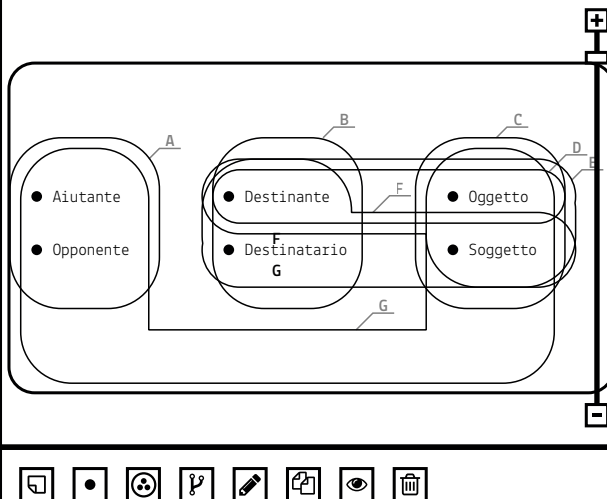 +
B
C
A
D
E
F
Aiutante
Destinante
Oggetto
F
Opponente
Destinatario
Soggetto
G
G
-